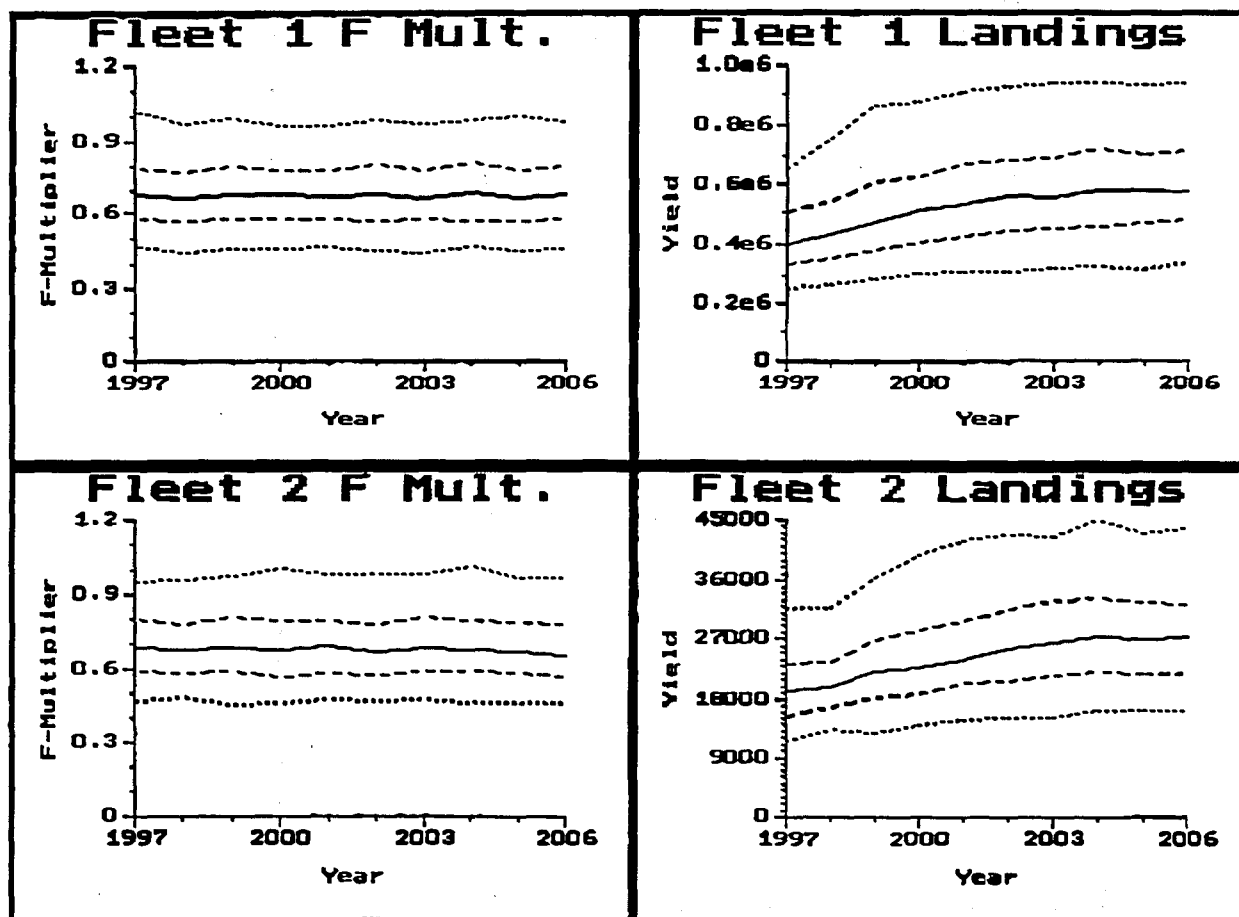 Fleet 1 F Mult.
1.2
0.9
0.6
0.3
0
F-Multiplier
1997 2000 2003 2006
Year
Fleet 1 Landings
1.0e6
0.8e6
0.6e6
0.4e6
0.2e6
0
Yield
1997 2000 2003 2006
Year
Fleet 2 F Mult.
1.2
0.9
0.6
0.3
0
F-Multiplier
1997 2000 2003 2006
Year
Fleet 2 Landings
45000
36000
27000
18000
9000
0
Yield
1997 2000 2003 2006
Year